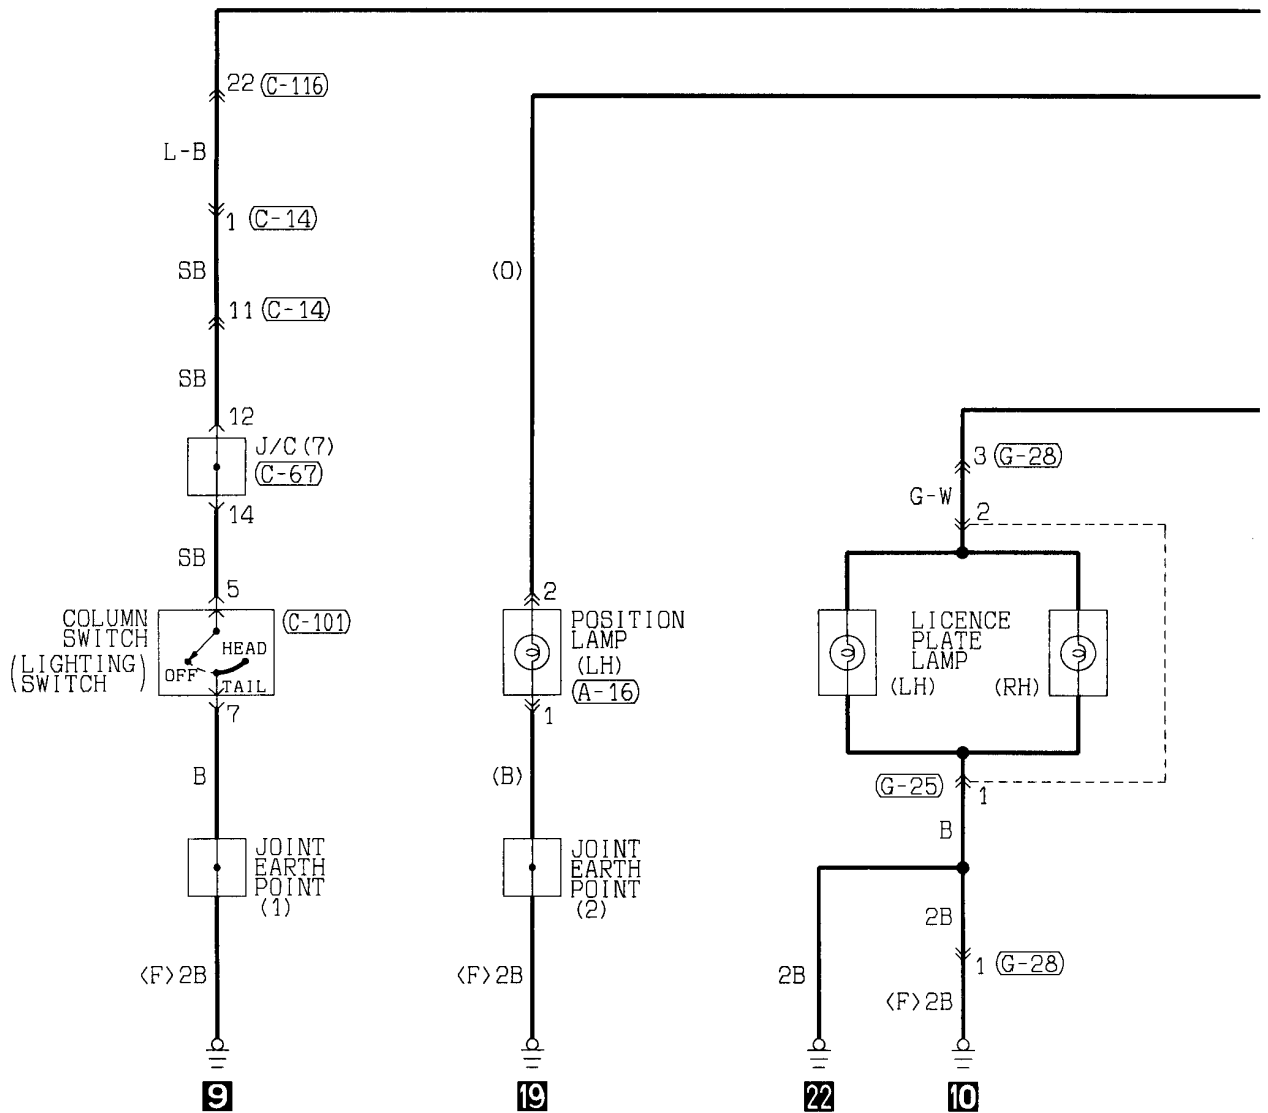 22 (C-116)
L-B
1 (C-14)
SB
(O)
11 (C-14)
SB
12
J/C (7)
(C-67)
3 (G-28)
G-W
2
14
SB
5
2
COLUMN
SWITCH
(LIGHTING
SWITCH)
(C-101)
HEAD
OFF
TAIL
7
POSITION
LAMP
(LH)
(A-16)
1
LICENCE
PLATE
LAMP
(LH)
(RH)
B
(B)
(G-25)
1
B
JOINT
EARTH
POINT
(1)
JOINT
EARTH
POINT
(2)
2B
<F>2B
<F>2B
2B
1 (G-28)
<F>2B
9
19
22
10